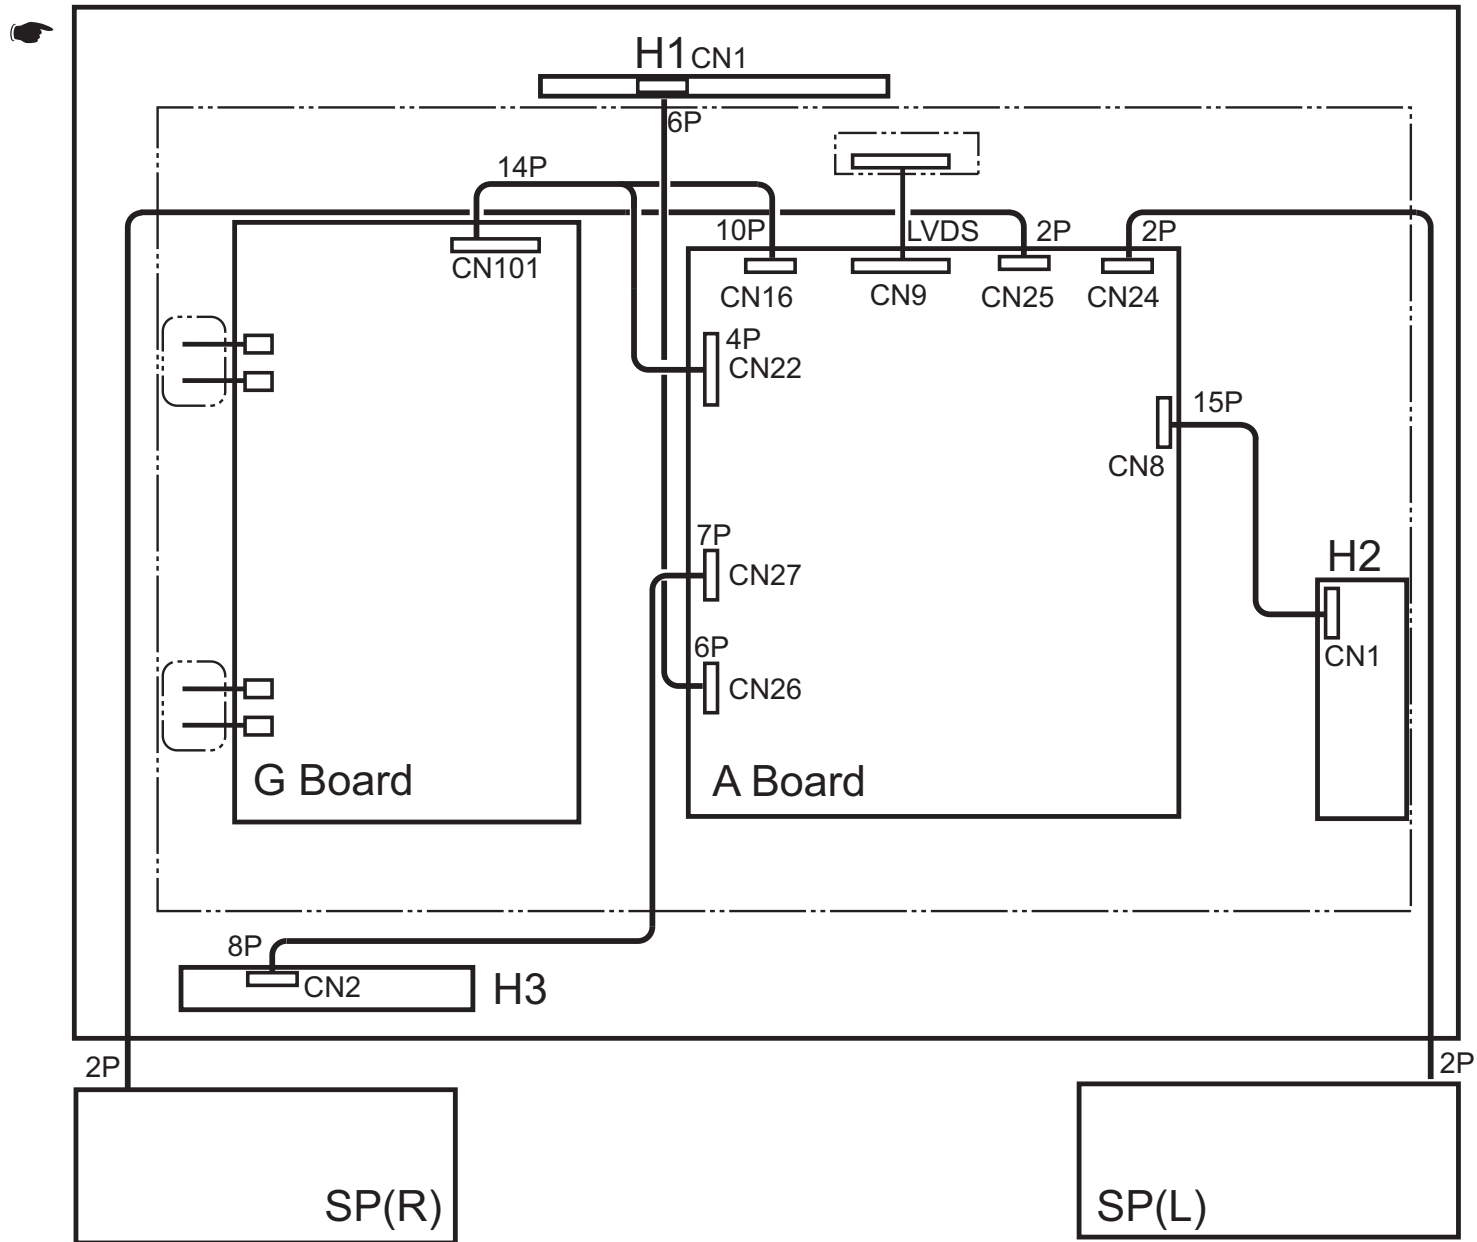 H1 CN1
6P
14P
10P
LVDS
2P
2P
CN101
CN16
CN9
CN25
CN24
4P
CN22
15P
CN8
7P
CN27
H2
6P
CN26
CN1
G Board
A Board
8P
CN2
H3
2P
2P
SP(R)
SP(L)